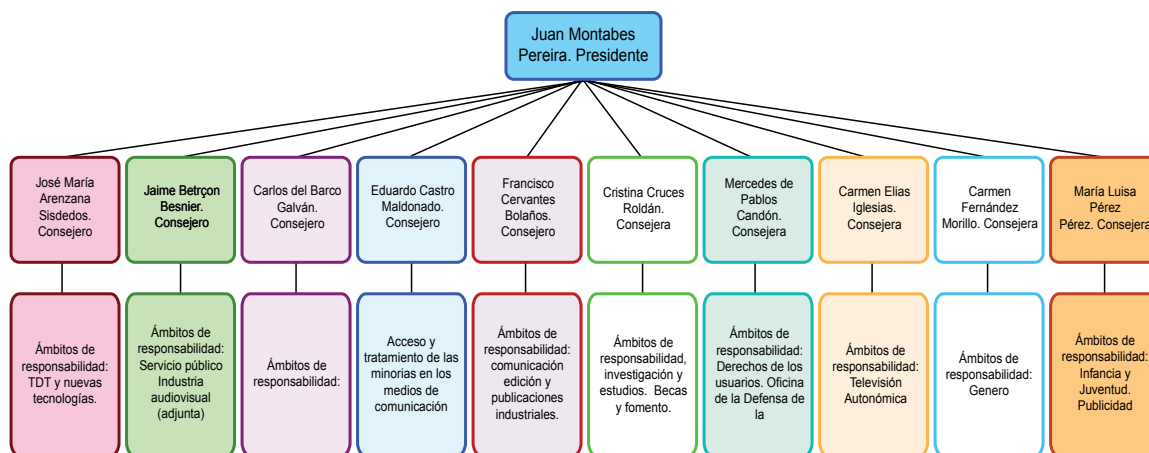 Juan Montabes
Pereira. Presidente
José María
Arenzana
Sisdedos.
Consejero
Jaime Betrçon
Besnier.
Consejero
Carlos del Barco
Galván.
Consejero
Eduardo Castro
Maldonado.
Consejero
Francisco
Cervantes
Bolaños.
Consejero
Cristina Cruces
Roldán.
Consejera
Mercedes de
Pablos
Candón.
Consejera
Carmen Elias
Iglesias.
Consejera
Carmen
Fernández
Morillo. Consejera
María Luisa
Pérez
Pérez. Consejera
Ámbitos de
responsabilidad:
TDT y nuevas
tecnologías.
Ámbitos de
responsabilidad:
Servicio público
Industria
audiovisual
(adjunta)
Ámbitos de
responsabilidad:
Acceso y
tratamiento de las
minorias en los
medios de
comunicación
Ámbitos de
responsabilidad:
comunicación
edición y
publicaciones
industriales.
Ámbitos de
responsabilidad,
investigación y
estudios. Becas
y fomento.
Ámbitos de
responsabilidad:
Derechos de los
usuarios. Oficina
de la Defensa de
la
Ámbitos de
responsabilidad:
Televisión
Autonómica
Ámbitos de
responsabilidad:
Genero
Ámbitos de
responsabilidad:
Infancia y
Juventud.
Publicidad